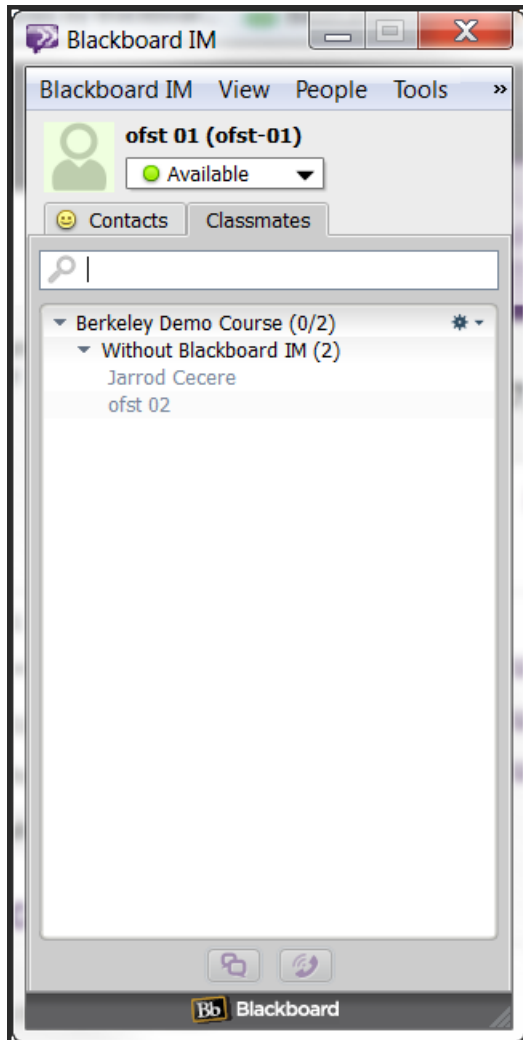 Blackboard IM
Blackboard IM View People Tools »
ofst 01 (ofst-01)
Available
Contacts Classmates
Berkeley Demo Course (0/2)
Without Blackboard IM (2)
Jarrod Cecere
ofst 02
Bb Blackboard